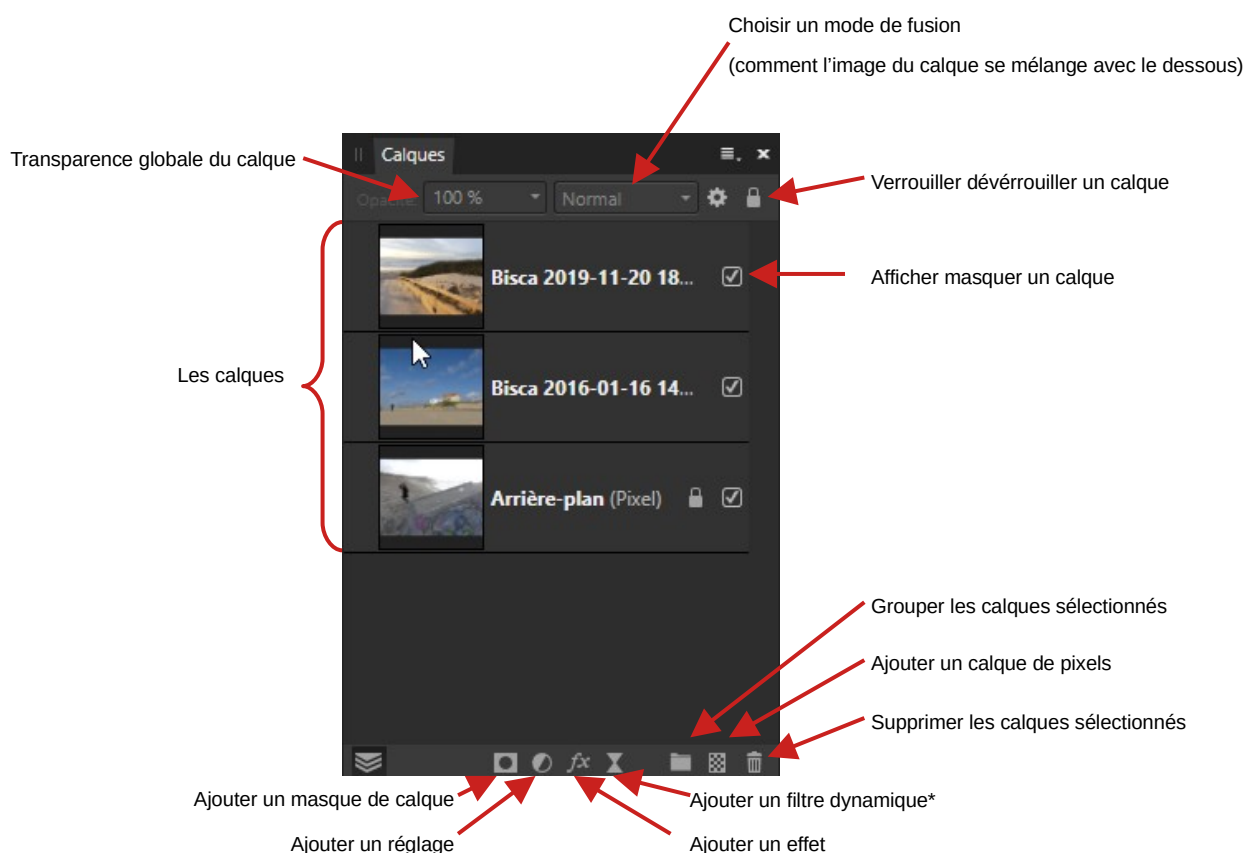 Choisir un mode de fusion
(comment l'image du calque se mélange avec le dessous)
Transparence globale du calque
Calques
Verrouiller dévérrouiller un calque
Opacité: 100 % Normal
Bisca 2019-11-20 18...
Afficher masquer un calque
Les calques
Bisca 2016-01-16 14...
Arrière-plan (Pixel)
Grouper les calques sélectionnés
Ajouter un calque de pixels
Supprimer les calques sélectionnés
fx
Ajouter un masque de calque
Ajouter un filtre dynamique*
Ajouter un réglage
Ajouter un effet